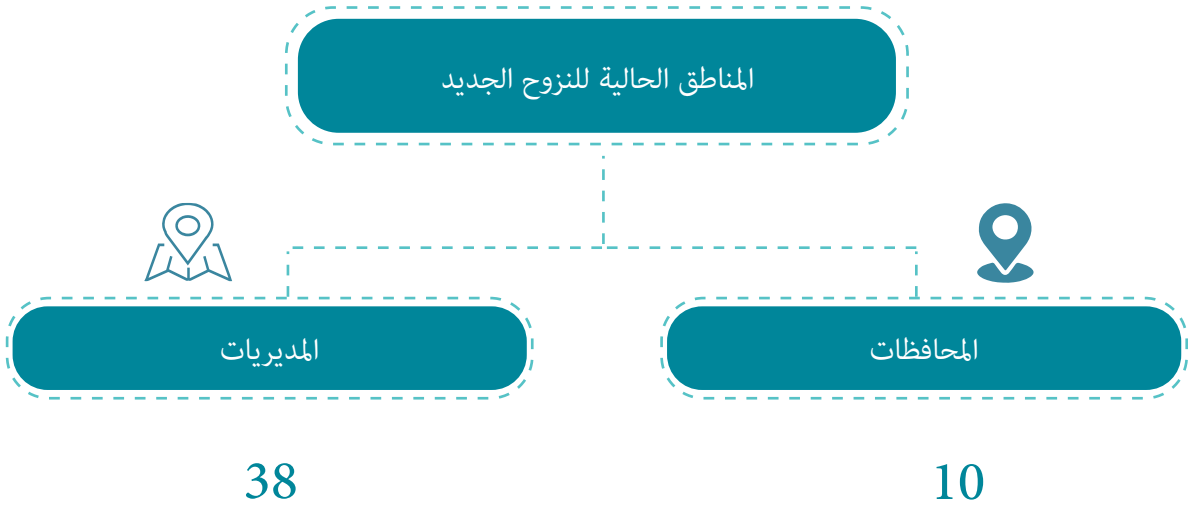 المناطق الحالية للنزوح الجديد
المحافظات
المديريات
10
38